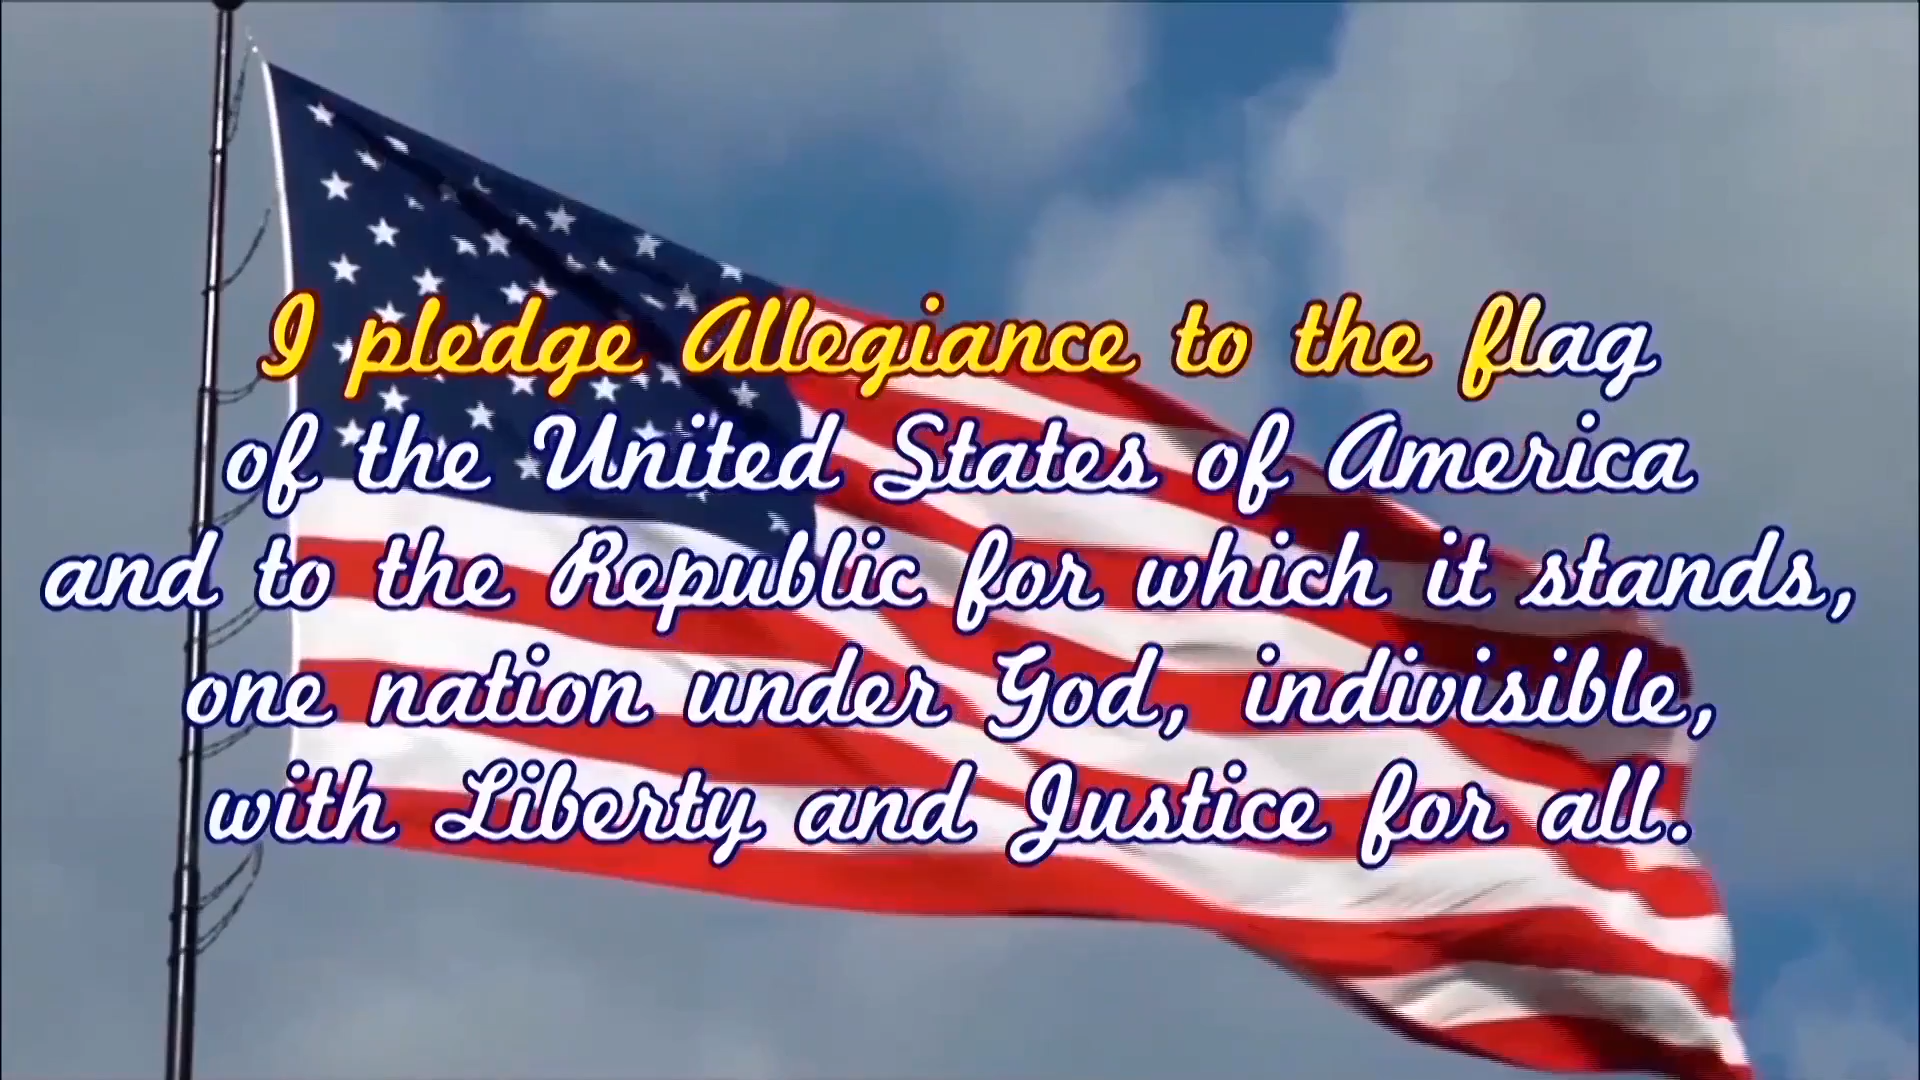 I pledge Allegiance to the flag
of the United States of America
and to the Republic for which it stands,
one nation under God, indivisible,
with Liberty and Justice for all.